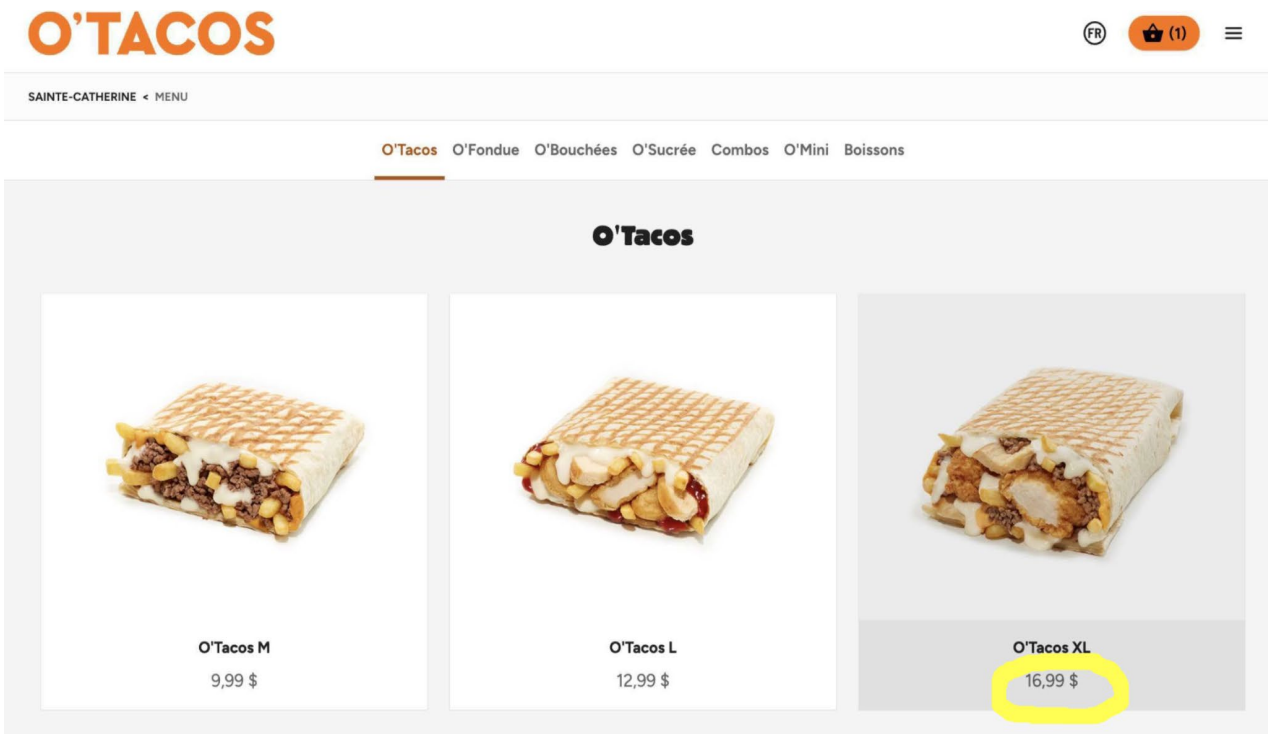 O'TACOS
FR (1)
SAINTE-CATHERINE < MENU
O'Tacos O'Fondue O'Bouchées O'Sucrée Combos O'Mini Boissons
O'Tacos
O'Tacos M O'Tacos L O'Tacos XL
9,99 $ 12,99 $ 16,99 $